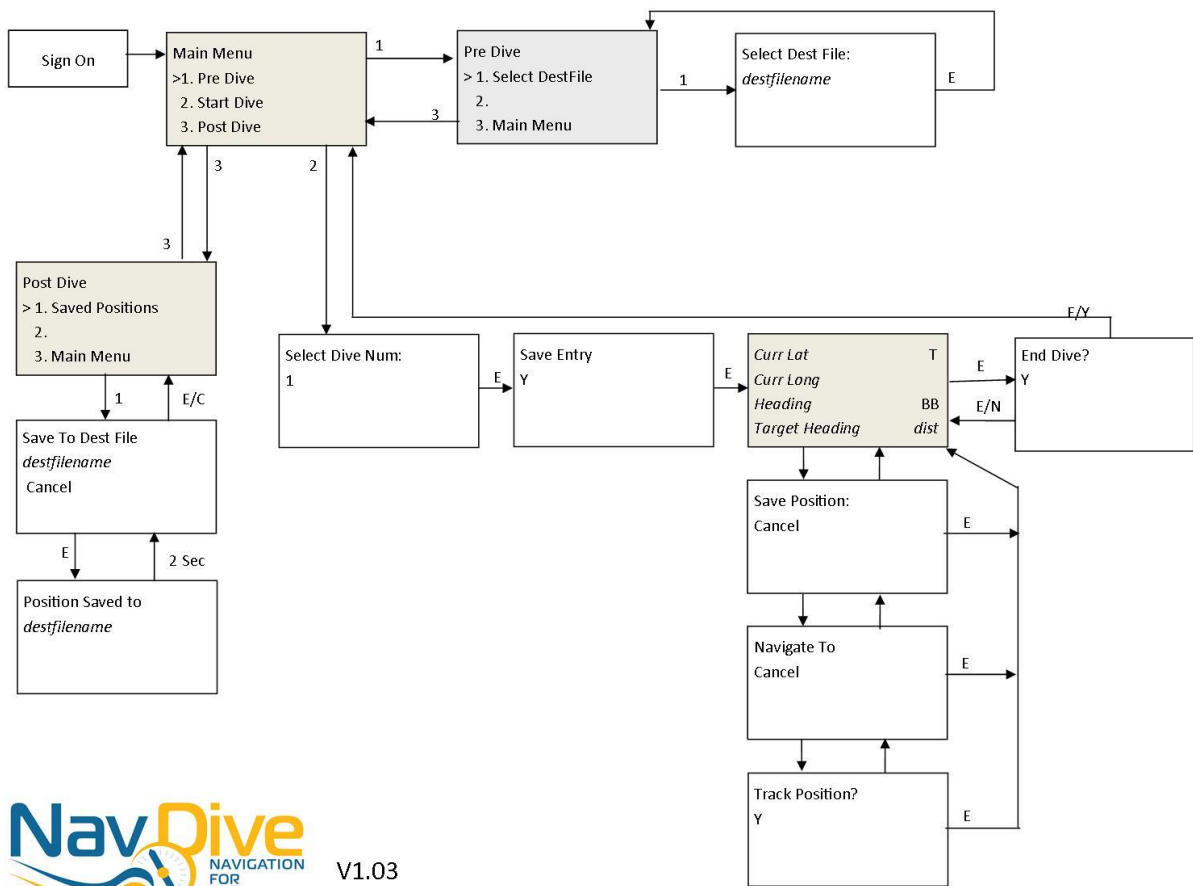 Sign On
Main Menu
>1. Pre Dive
2. Start Dive
3. Post Dive
1
3
Pre Dive
> 1. Select DestFile
2.
3. Main Menu
1
Select Dest File:
destfilename
E
3
3
2
Post Dive
> 1. Saved Positions
2.
3. Main Menu
1
E/C
Save To Dest File
destfilename
Cancel
E
2 Sec
Position Saved to
destfilename
Select Dive Num:
1
E
Save Entry
Y
E
Curr Lat T
Curr Long
Heading BB
Target Heading dist
E
E/N
E/Y
End Dive?
Y
Save Position:
Cancel
E
Navigate To
Cancel
E
Track Position?
Y
E
NavDive
NAVIGATION
FOR
V1.03